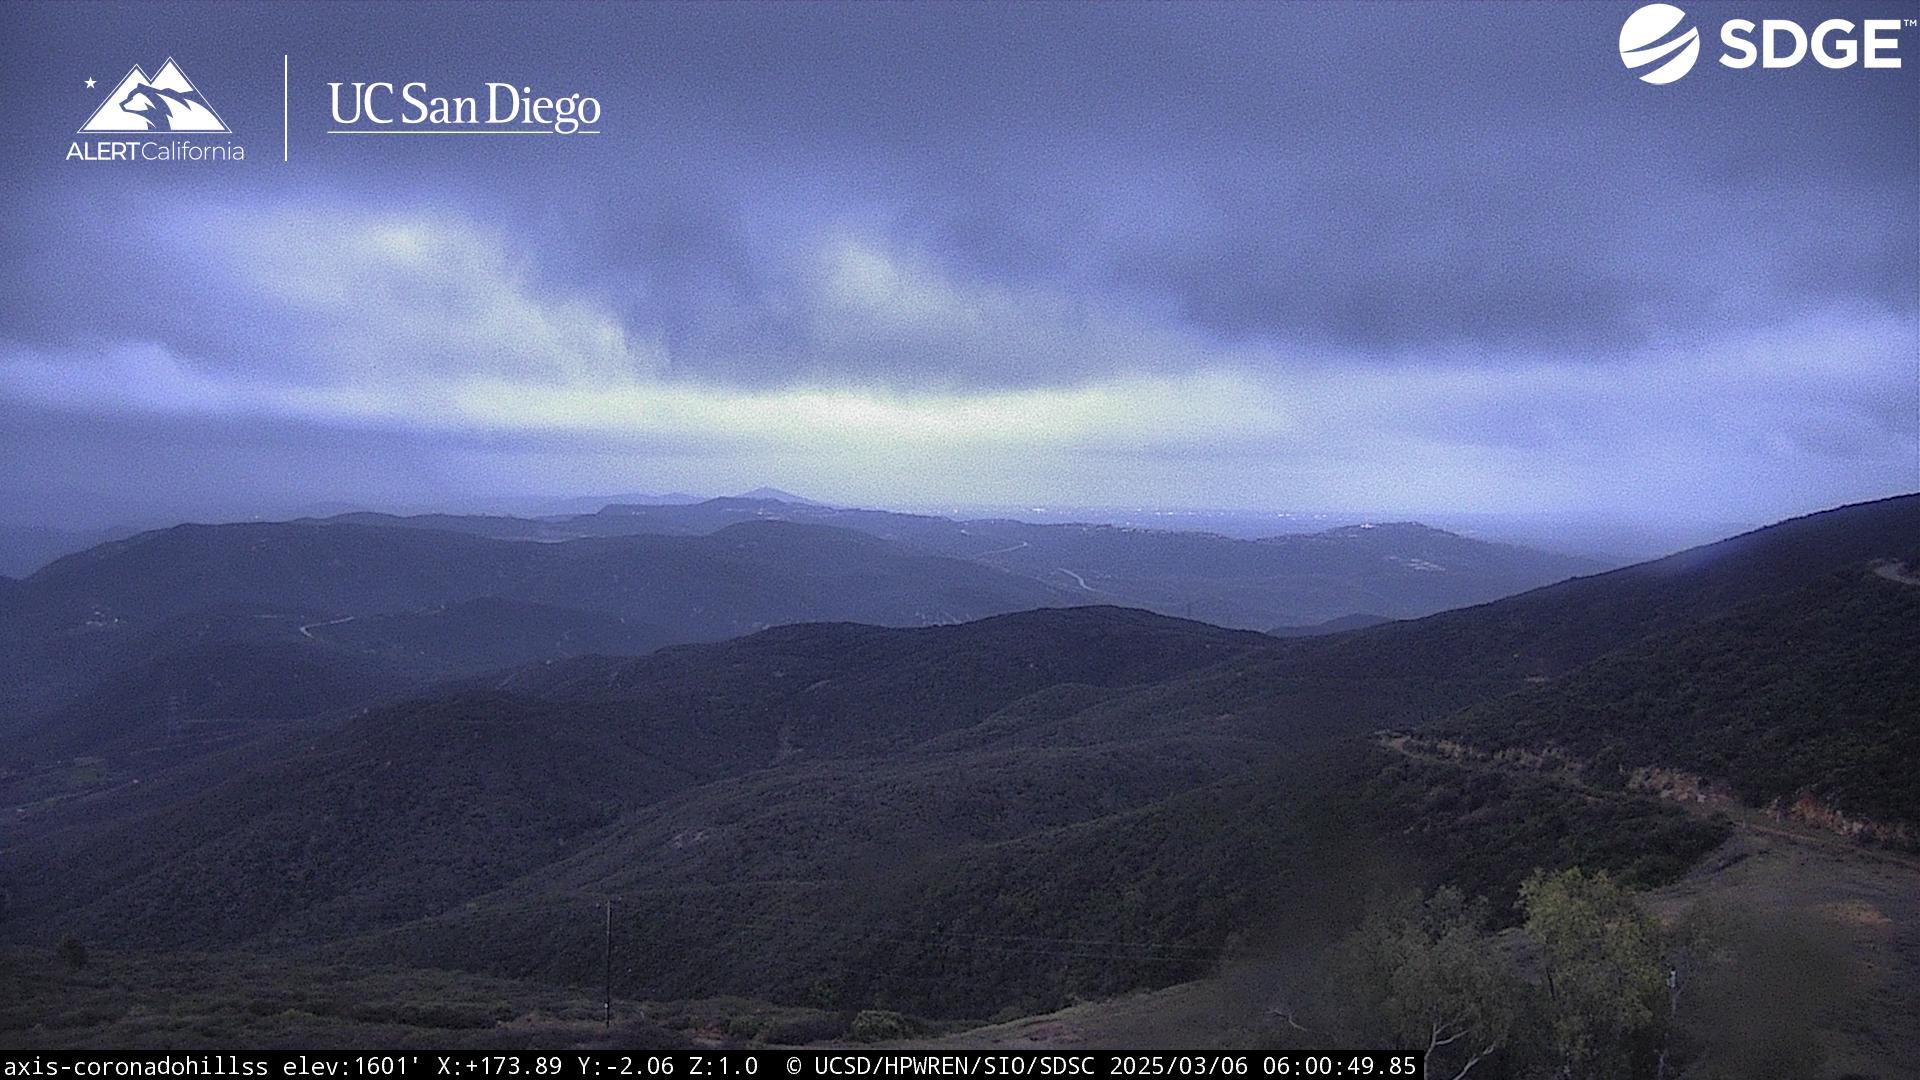 ALERTCalifornia
UC San Diego
SDGE™
axis-coronadohillss elev:1601' X:+173.89 Y:-2.06 Z:1.0 © UCSD/HPWREN/SIO/SDSC 2025/03/06 06:00:49.85